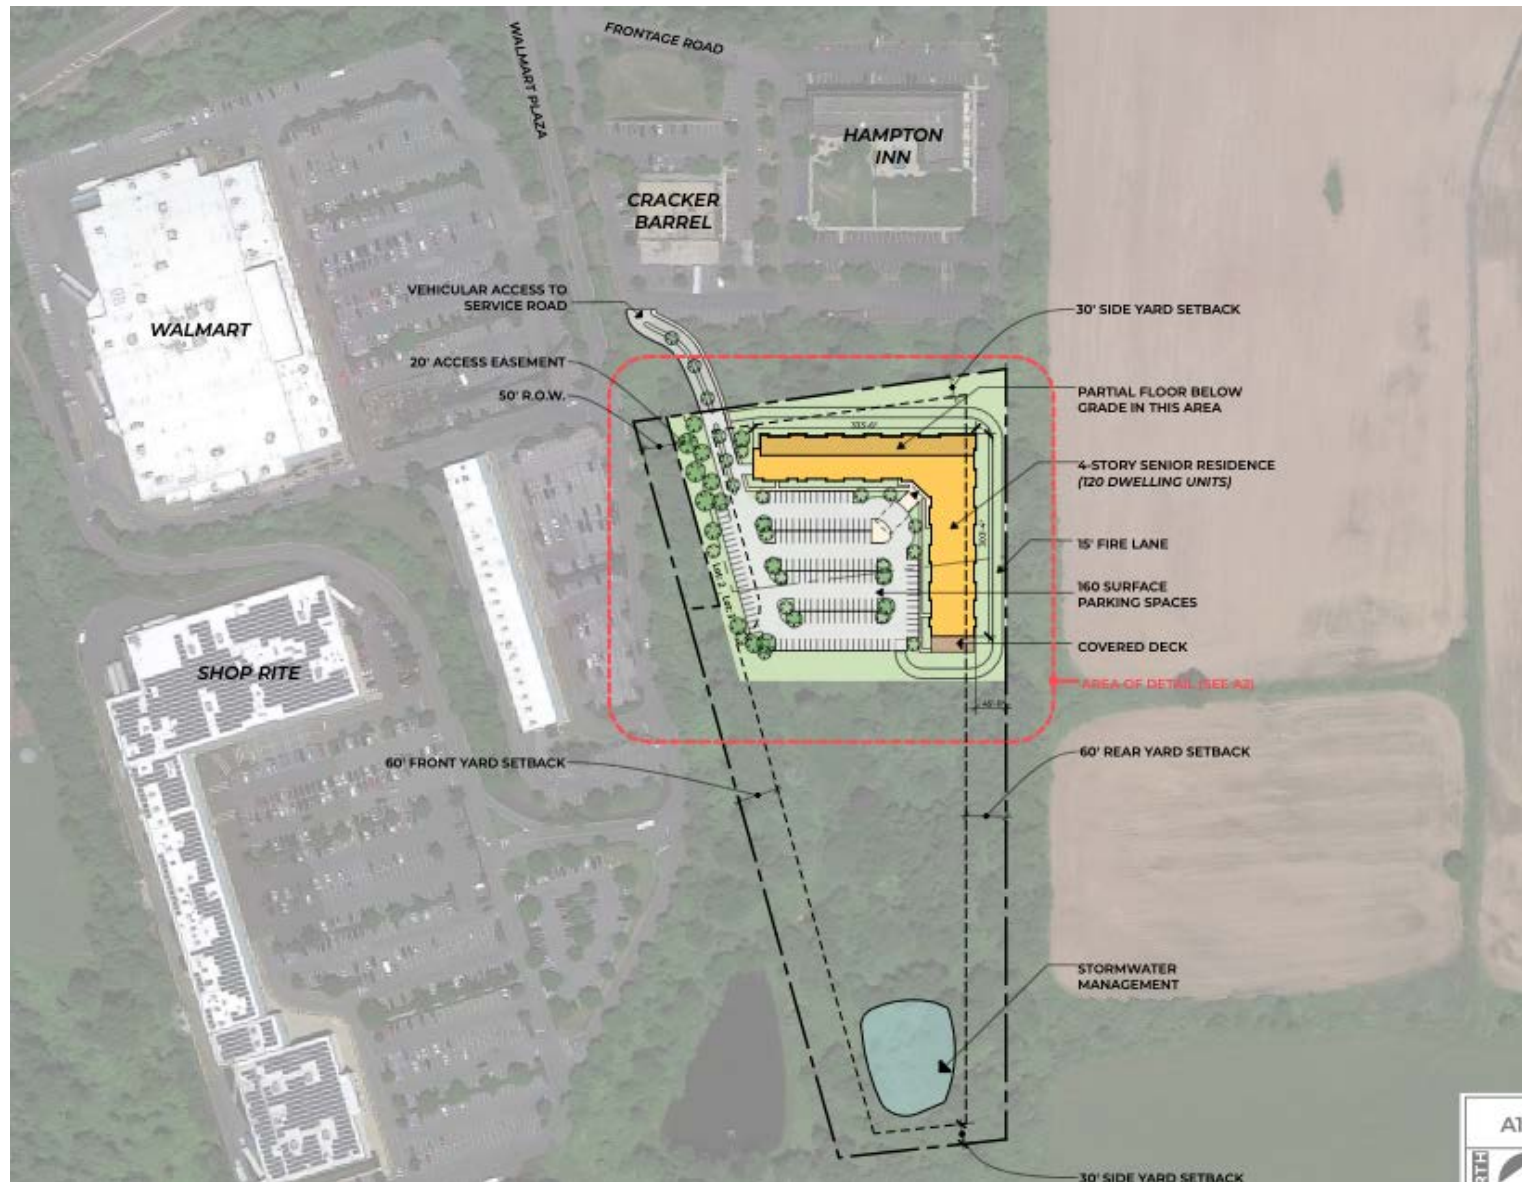 FRONTAGE ROAD
WALMART PLAZA
HAMPTON
INN
CRACKER
BARREL
VEHICULAR ACCESS TO
SERVICE ROAD
30' SIDE YARD SETBACK
WALMART
20' ACCESS EASEMENT
50' R.O.W.
PARTIAL FLOOR BELOW
GRADE IN THIS AREA
4-STORY SENIOR RESIDENCE
(120 DWELLING UNITS)
15' FIRE LANE
Lot: 2
160 SURFACE
PARKING SPACES
SHOP RITE
COVERED DECK
AREA OF DETAIL (SEE A2)
60' FRONT YARD SETBACK
60' REAR YARD SETBACK
STORMWATER
MANAGEMENT
30' SIDE YARD SETBACK
A1